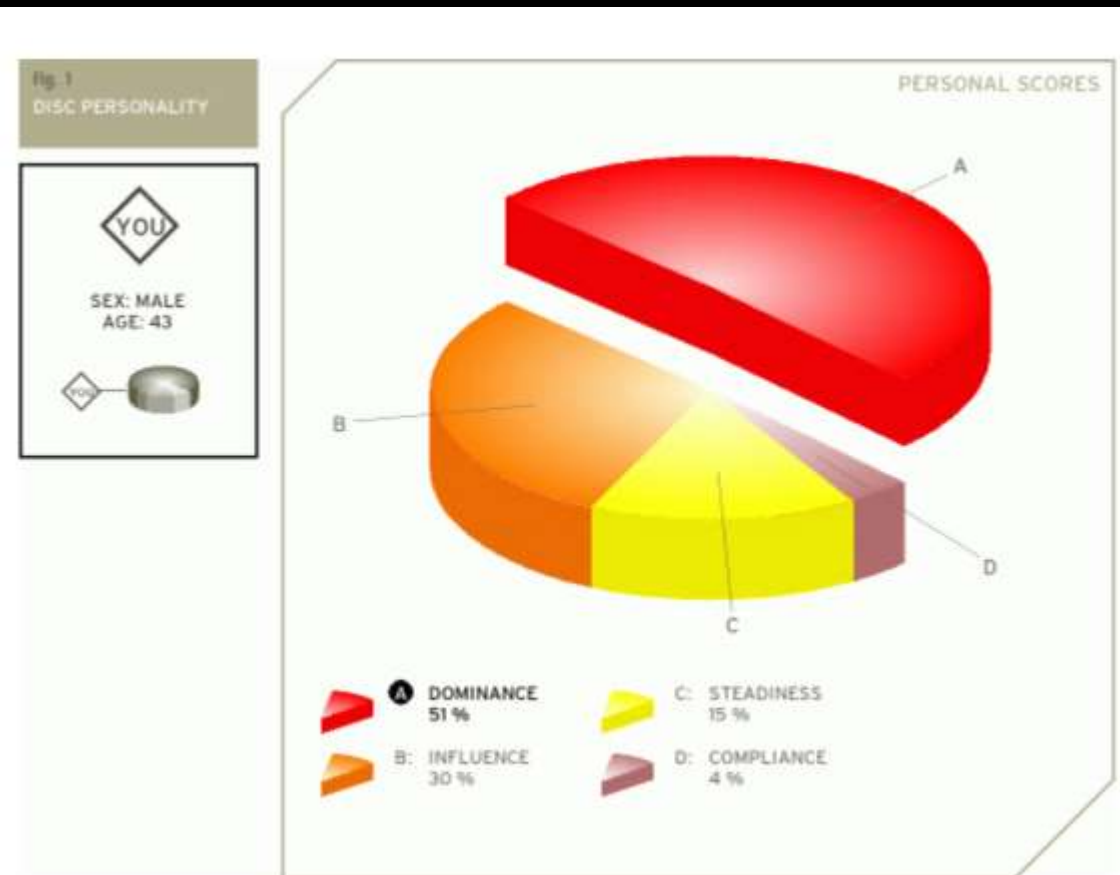 fig. 1
DISC PERSONALITY
YOU
SEX: MALE
AGE: 43
YOU
PERSONAL SCORES
A
B
C
D
A DOMINANCE
51 %
B: INFLUENCE
30 %
C: STEADINESS
15 %
D: COMPLIANCE
4 %